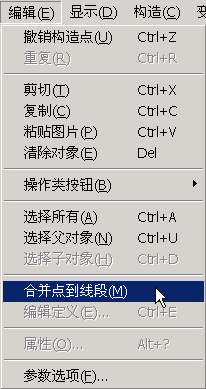 编辑(E) 显示(D) 构造(C)
撤销构造点(U) Ctrl+Z
重复(R) Ctrl+R
剪切(T) Ctrl+X
复制(C) Ctrl+C
粘贴图片(P) Ctrl+V
清除对象(E) Del
操作类按钮(B)
选择所有(A) Ctrl+A
选择父对象(N) Ctrl+U
选择子对象(H) Ctrl+D
合并点到线段(M)
编辑定义(E)... Ctrl+E
属性(O)... Alt+?
参数选项(F)...